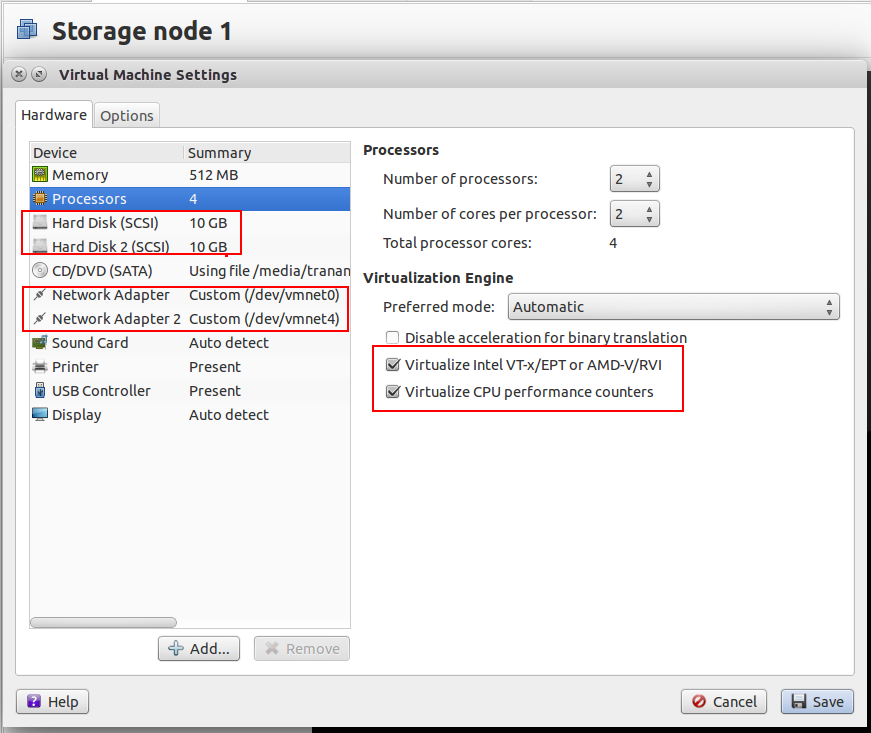 Storage node 1
Virtual Machine Settings
Hardware
Options
Device Summary
Memory 512 MB
Processors 4
Hard Disk (SCSI) 10 GB
Hard Disk 2 (SCSI) 10 GB
CD/DVD (SATA) Using file /media/tranan
Network Adapter Custom (/dev/vmnet0)
Network Adapter 2 Custom (/dev/vmnet4)
Sound Card Auto detect
Printer Present
USB Controller Present
Display Auto detect
Add...
Remove
Processors
Number of processors: 2
Number of cores per processor: 2
Total processor cores: 4
Virtualization Engine
Preferred mode: Automatic
Disable acceleration for binary translation
Virtualize Intel VT-x/EPT or AMD-V/RVI
Virtualize CPU performance counters
Help
Cancel
Save